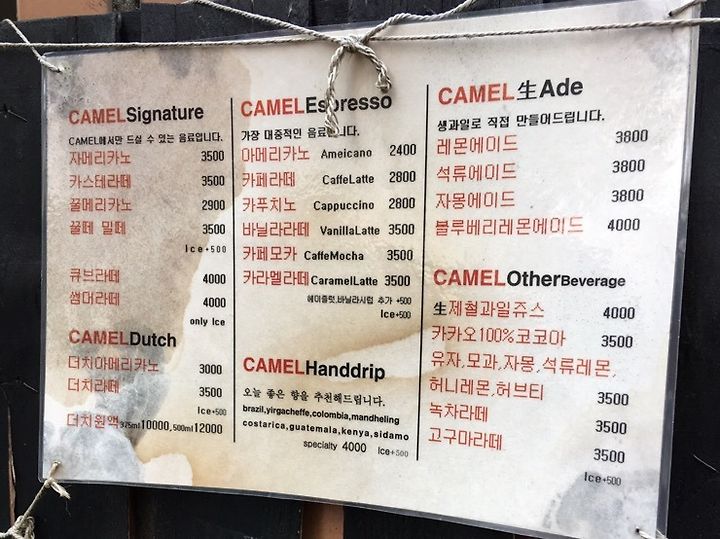 CAMELSignature
CAMEL에서만 드실 수 있는 음료입니다.
자메리카노 3500
카스테라떼 3500
꿀메리카노 2900
꿀떼 밀떼 3500
Ice+500
큐브라떼 4000
썸머라떼 4000
only Ice
CAMELDutch
더치아메리카노 3000
더치라떼 3500
Ice+500
더치원액 375ml10000,500ml12000
CAMELEspresso
가장 대중적인 음료입니다.
아메리카노 Ameicano 2400
카페라떼 CaffeLatte 2800
카푸치노 Cappuccino 2800
바닐라라떼 VanillaLatte 3500
카페모카 CaffeMocha 3500
카라멜라떼 CaramelLatte 3500
헤이즐럿,바닐라시럽 추가 +500
Ice+500
CAMELHanddrip
오늘 좋은 향을 추천해드립니다.
brazil,yirgacheffe,colombia,mandheling
costarica,guatemala,kenya,sidamo
specialty 4000 Ice+500
CAMEL生Ade
생과일로 직접 만들어드립니다.
레몬에이드 3800
석류에이드 3800
자몽에이드 3800
블루베리레몬에이드 4000
CAMELOtherBeverage
生제철과일쥬스 4000
카카오100%코코아 3500
유자,모과,자몽,석류레몬,
허니레몬,허브티 3500
녹차라떼 3500
고구마라떼 3500
Ice+500